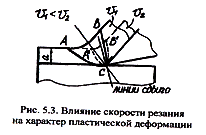 υ₁<υ₂
υ₁
υ₂
B
B'
A
a
C
линии сдвига
Рис. 5.3. Влияние скорости резания
на характер пластической деформации